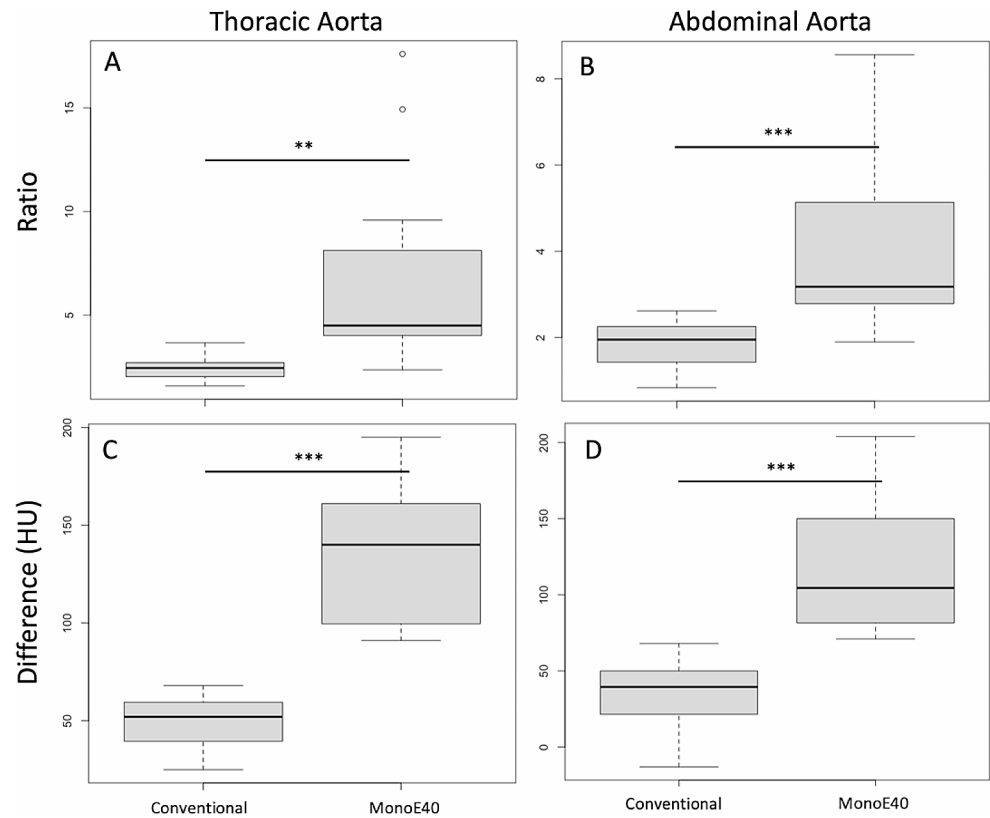 Thoracic Aorta
Abdominal Aorta
A
B
**
***
Ratio
15
10
5
8
6
4
2
C
D
***
***
Difference (HU)
200
150
100
50
200
150
100
50
0
Conventional
MonoE40
Conventional
MonoE40